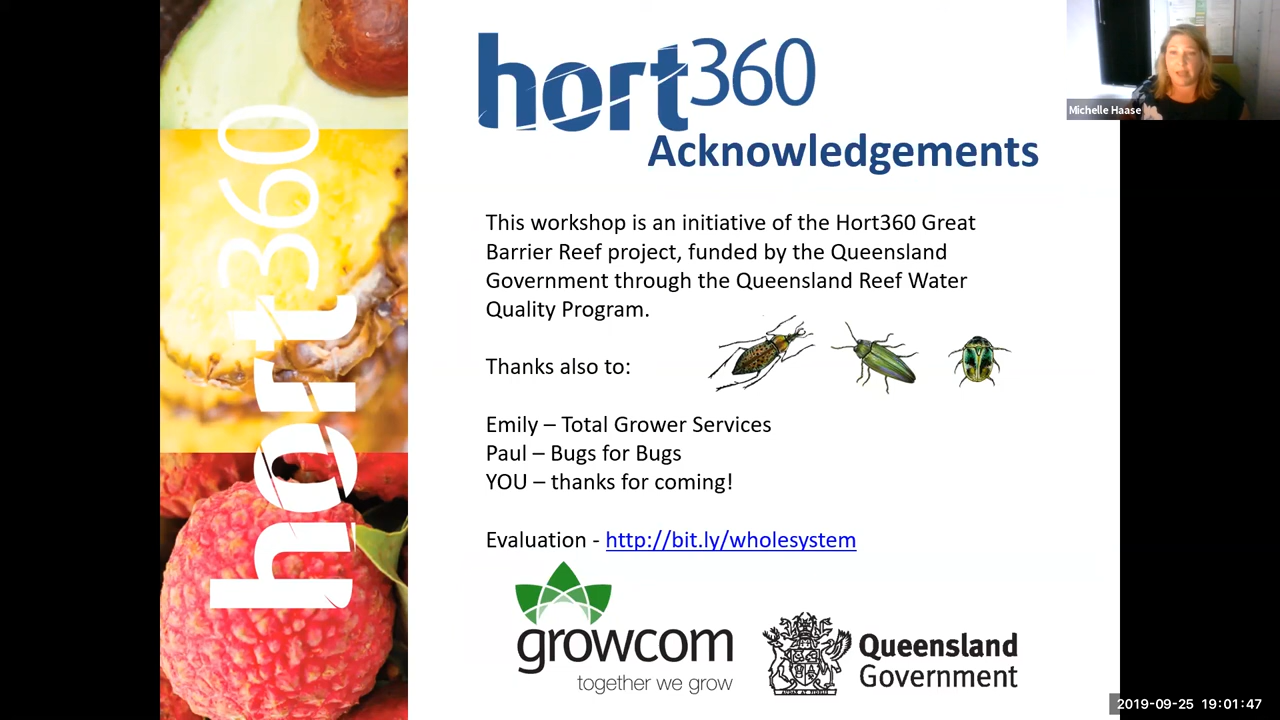 hort360
hort360
Acknowledgements
Michelle Haase
This workshop is an initiative of the Hort360 Great
Barrier Reef project, funded by the Queensland
Government through the Queensland Reef Water
Quality Program.
Thanks also to:
Emily – Total Grower Services
Paul – Bugs for Bugs
YOU – thanks for coming!
Evaluation - http://bit.ly/wholesystem
growcom
together we grow
Queensland
Government
2019-09-25 19:01:47